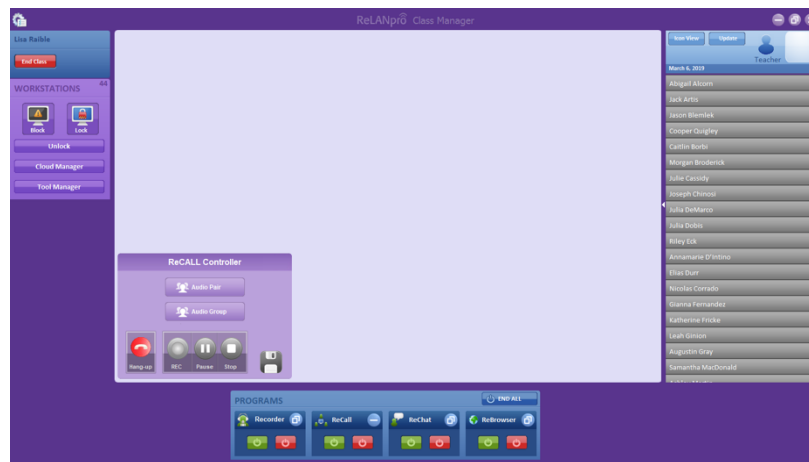 ReLANpro Class Manager
Lisa Raible
End Class
WORKSTATIONS 44
Block Lock
Unlock
Cloud Manager
Tool Manager
ReCALL Controller
Audio Pair
Audio Group
Hang-up REC Pause Stop
PROGRAMS END ALL
Recorder ReCall ReChat ReBrowser
Icon View Update
Teacher
March 6, 2019
Abigail Alcorn
Jack Artis
Jason Blemlek
Cooper Quigley
Caitlin Borbi
Morgan Broderick
Julie Cassidy
Joseph Chinosi
Julia DeMarco
Julia Dobis
Riley Eck
Annamarie D'Intino
Elias Durr
Nicolas Corrado
Gianna Fernandez
Katherine Fricke
Leah Ginion
Augustin Gray
Samantha MacDonald